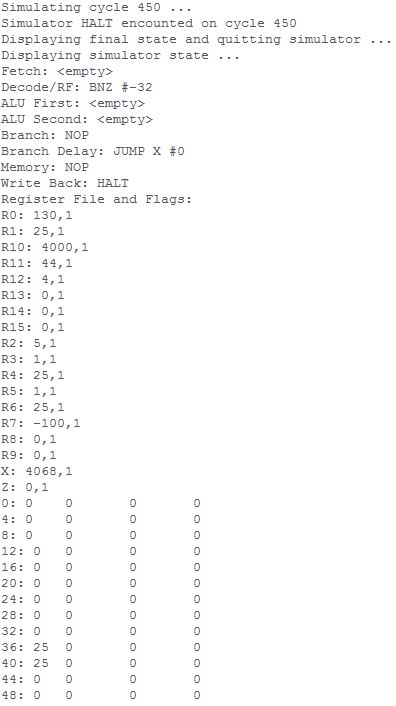 Simulating cycle 450 ...
Simulator HALT encounted on cycle 450
Displaying final state and quitting simulator ...
Displaying simulator state ...
Fetch: <empty>
Decode/RF: BNZ #-32
ALU First: <empty>
ALU Second: <empty>
Branch: NOP
Branch Delay: JUMP X #0
Memory: NOP
Write Back: HALT
Register File and Flags:
R0: 130,1
R1: 25,1
R10: 4000,1
R11: 44,1
R12: 4,1
R13: 0,1
R14: 0,1
R15: 0,1
R2: 5,1
R3: 1,1
R4: 25,1
R5: 1,1
R6: 25,1
R7: -100,1
R8: 0,1
R9: 0,1
X: 4068,1
Z: 0,1
0: 0 0 0 0
4: 0 0 0 0
8: 0 0 0 0
12: 0 0 0 0
16: 0 0 0 0
20: 0 0 0 0
24: 0 0 0 0
28: 0 0 0 0
32: 0 0 0 0
36: 25 0 0 0
40: 25 0 0 0
44: 0 0 0 0
48: 0 0 0 0